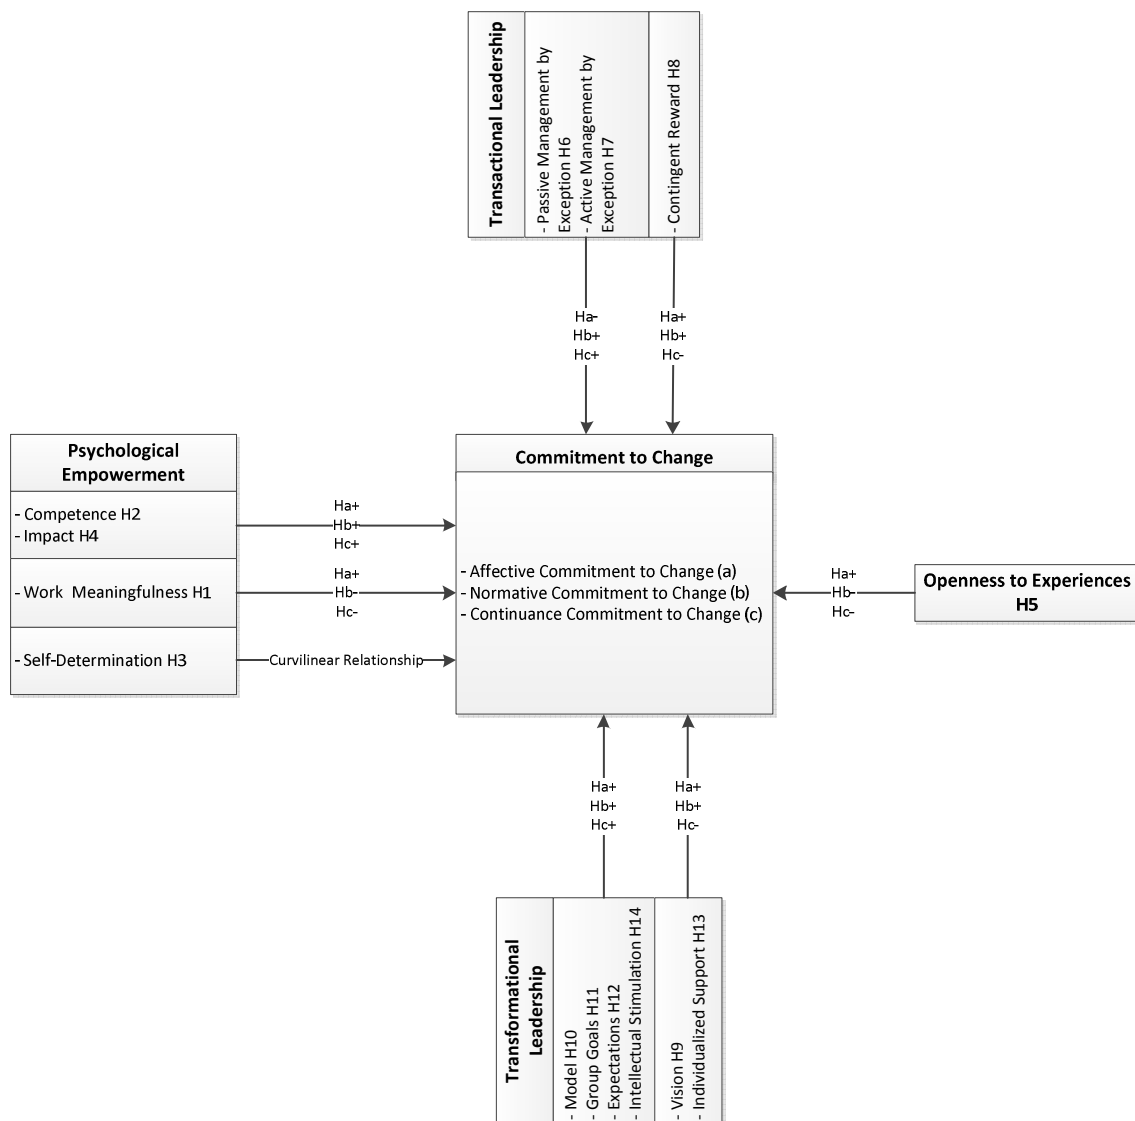 Transactional Leadership
- Passive Management by
Exception H6
- Active Management by
Exception H7
- Contingent Reward H8
Ha-
Hb+
Hc+
Ha+
Hb+
Hc-
Psychological
Empowerment
- Competence H2
- Impact H4
- Work Meaningfulness H1
- Self-Determination H3
Ha+
Hb+
Hc+
Ha+
Hb-
Hc-
Curvilinear Relationship
Commitment to Change
- Affective Commitment to Change (a)
- Normative Commitment to Change (b)
- Continuance Commitment to Change (c)
Ha+
Hb-
Hc-
Openness to Experiences
H5
Ha+
Hb+
Hc+
Ha+
Hb+
Hc-
Transformational
Leadership
- Model H10
- Group Goals H11
- Expectations H12
- Intellectual Stimulation H14
- Vision H9
- Individualized Support H13